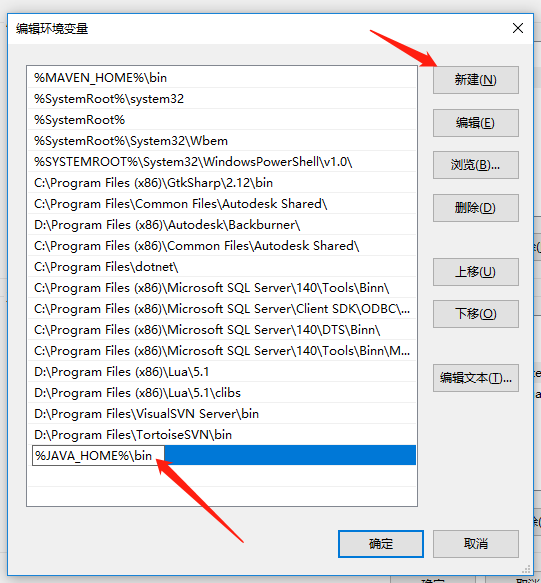 编辑环境变量
%MAVEN_HOME%\bin
%SystemRoot%\system32
%SystemRoot%
%SystemRoot%\System32\Wbem
%SYSTEMROOT%\System32\WindowsPowerShell\v1.0\
C:\Program Files (x86)\GtkSharp\2.12\bin
C:\Program Files\Common Files\Autodesk Shared\
D:\Program Files (x86)\Autodesk\Backburner\
C:\Program Files (x86)\Common Files\Autodesk Shared\
C:\Program Files\dotnet\
C:\Program Files (x86)\Microsoft SQL Server\140\Tools\Binn\
C:\Program Files (x86)\Microsoft SQL Server\Client SDK\ODBC\...
C:\Program Files (x86)\Microsoft SQL Server\140\DTS\Binn\
C:\Program Files (x86)\Microsoft SQL Server\140\Tools\Binn\M...
D:\Program Files (x86)\Lua\5.1
D:\Program Files (x86)\Lua\5.1\clibs
D:\Program Files\VisualSVN Server\bin
D:\Program Files\TortoiseSVN\bin
%JAVA_HOME%\bin
新建(N)
编辑(E)
浏览(B)...
删除(D)
上移(U)
下移(O)
编辑文本(T)...
确定
取消